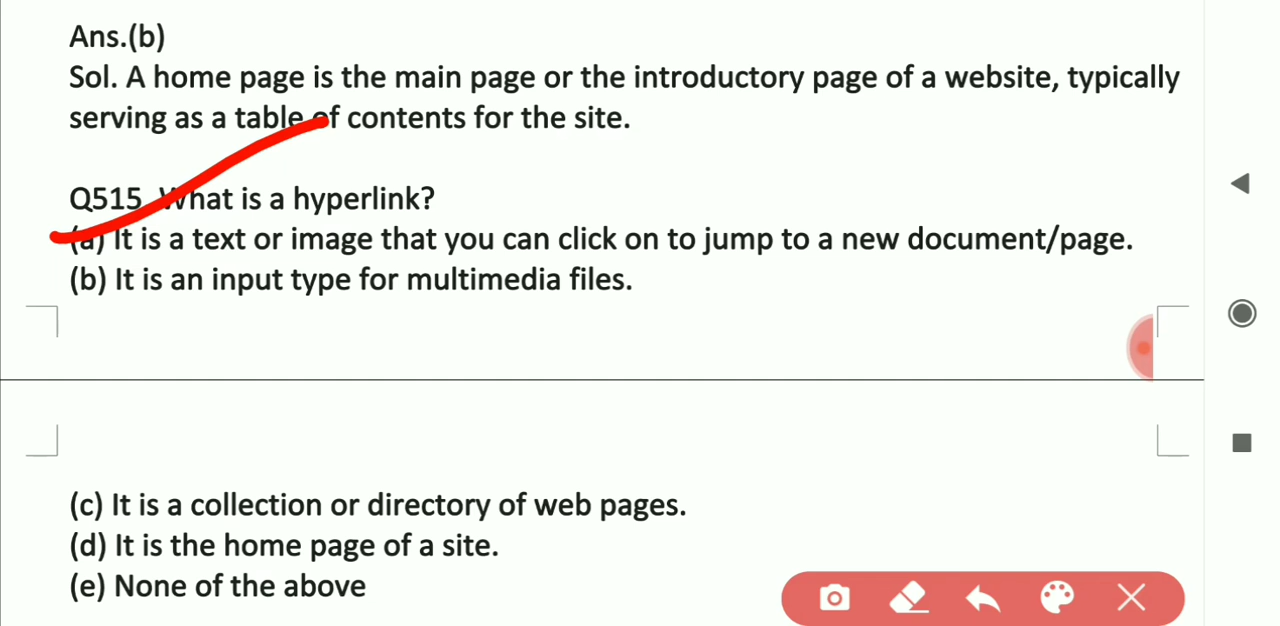 Ans.(b)
Sol. A home page is the main page or the introductory page of a website, typically
serving as a table of contents for the site.
Q515. What is a hyperlink?
(a) It is a text or image that you can click on to jump to a new document/page.
(b) It is an input type for multimedia files.
(c) It is a collection or directory of web pages.
(d) It is the home page of a site.
(e) None of the above